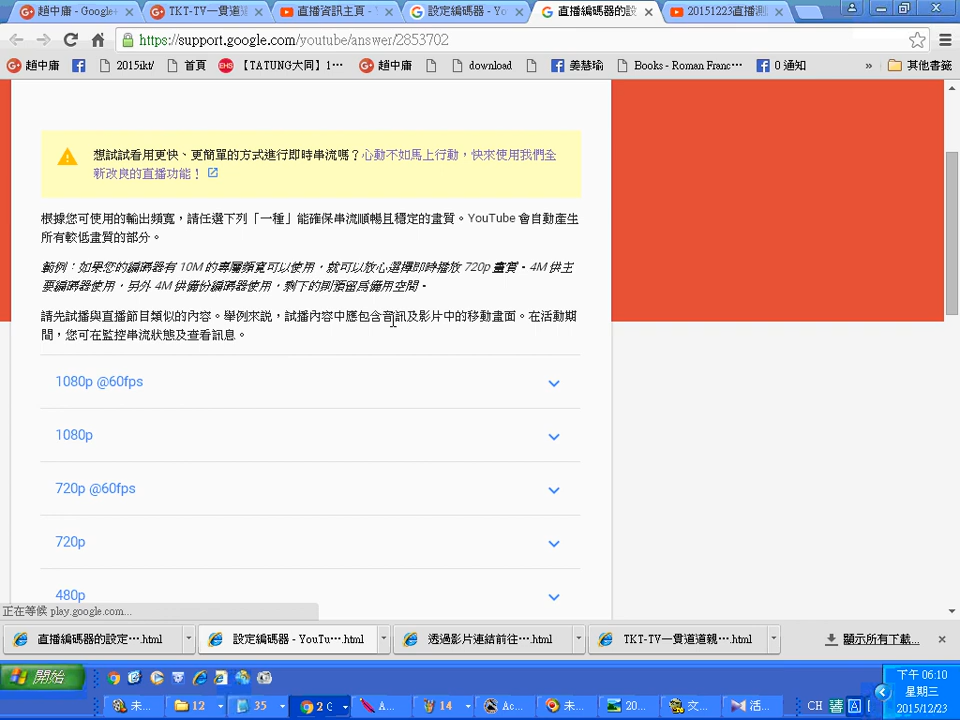 趙中庸 - Google+
TKT-TV一貫道
直播資訊主頁 -
設定編碼器 - Yo
直播編碼器的設
20151223直播測
https://support.google.com/youtube/answer/2853702
趙中庸
2015ikt/
首頁
【TATUNG大同】1…
趙中庸
download
姜慧瑜
Books - Roman Franc…
0 通知
»
其他書籤
想試試看用更快、更簡單的方式進行即時串流嗎？心動不如馬上行動，快來使用我們全
新改良的直播功能！
根據您可使用的輸出頻寬，請任選下列「一種」能確保串流順暢且穩定的畫質。YouTube 會自動產生
所有較低畫質的部分。
範例：如果您的編碼器有 10M 的專屬頻寬可以使用，就可以放心選擇即時播放 720p 畫質。4M 供主
要編碼器使用，另外 4M 供備份編碼器使用，剩下的則預留為備用空間。
請先試播與直播節目類似的內容。舉例來說，試播內容中應包含音訊及影片中的移動畫面。在活動期
間，您可在監控串流狀態及查看訊息。
1080p @60fps
1080p
720p @60fps
720p
480p
正在等候 play.google.com...
直播編碼器的設定⋯.html
設定編碼器 - YouTu⋯.html
透過影片連結前往⋯.html
TKT-TV一貫道道親⋯.html
顯示所有下載...
開始
下午 06:10
星期三
2015/12/23
未...
12
35
2
A...
14
Ac...
未...
20...
文...
活...
CH